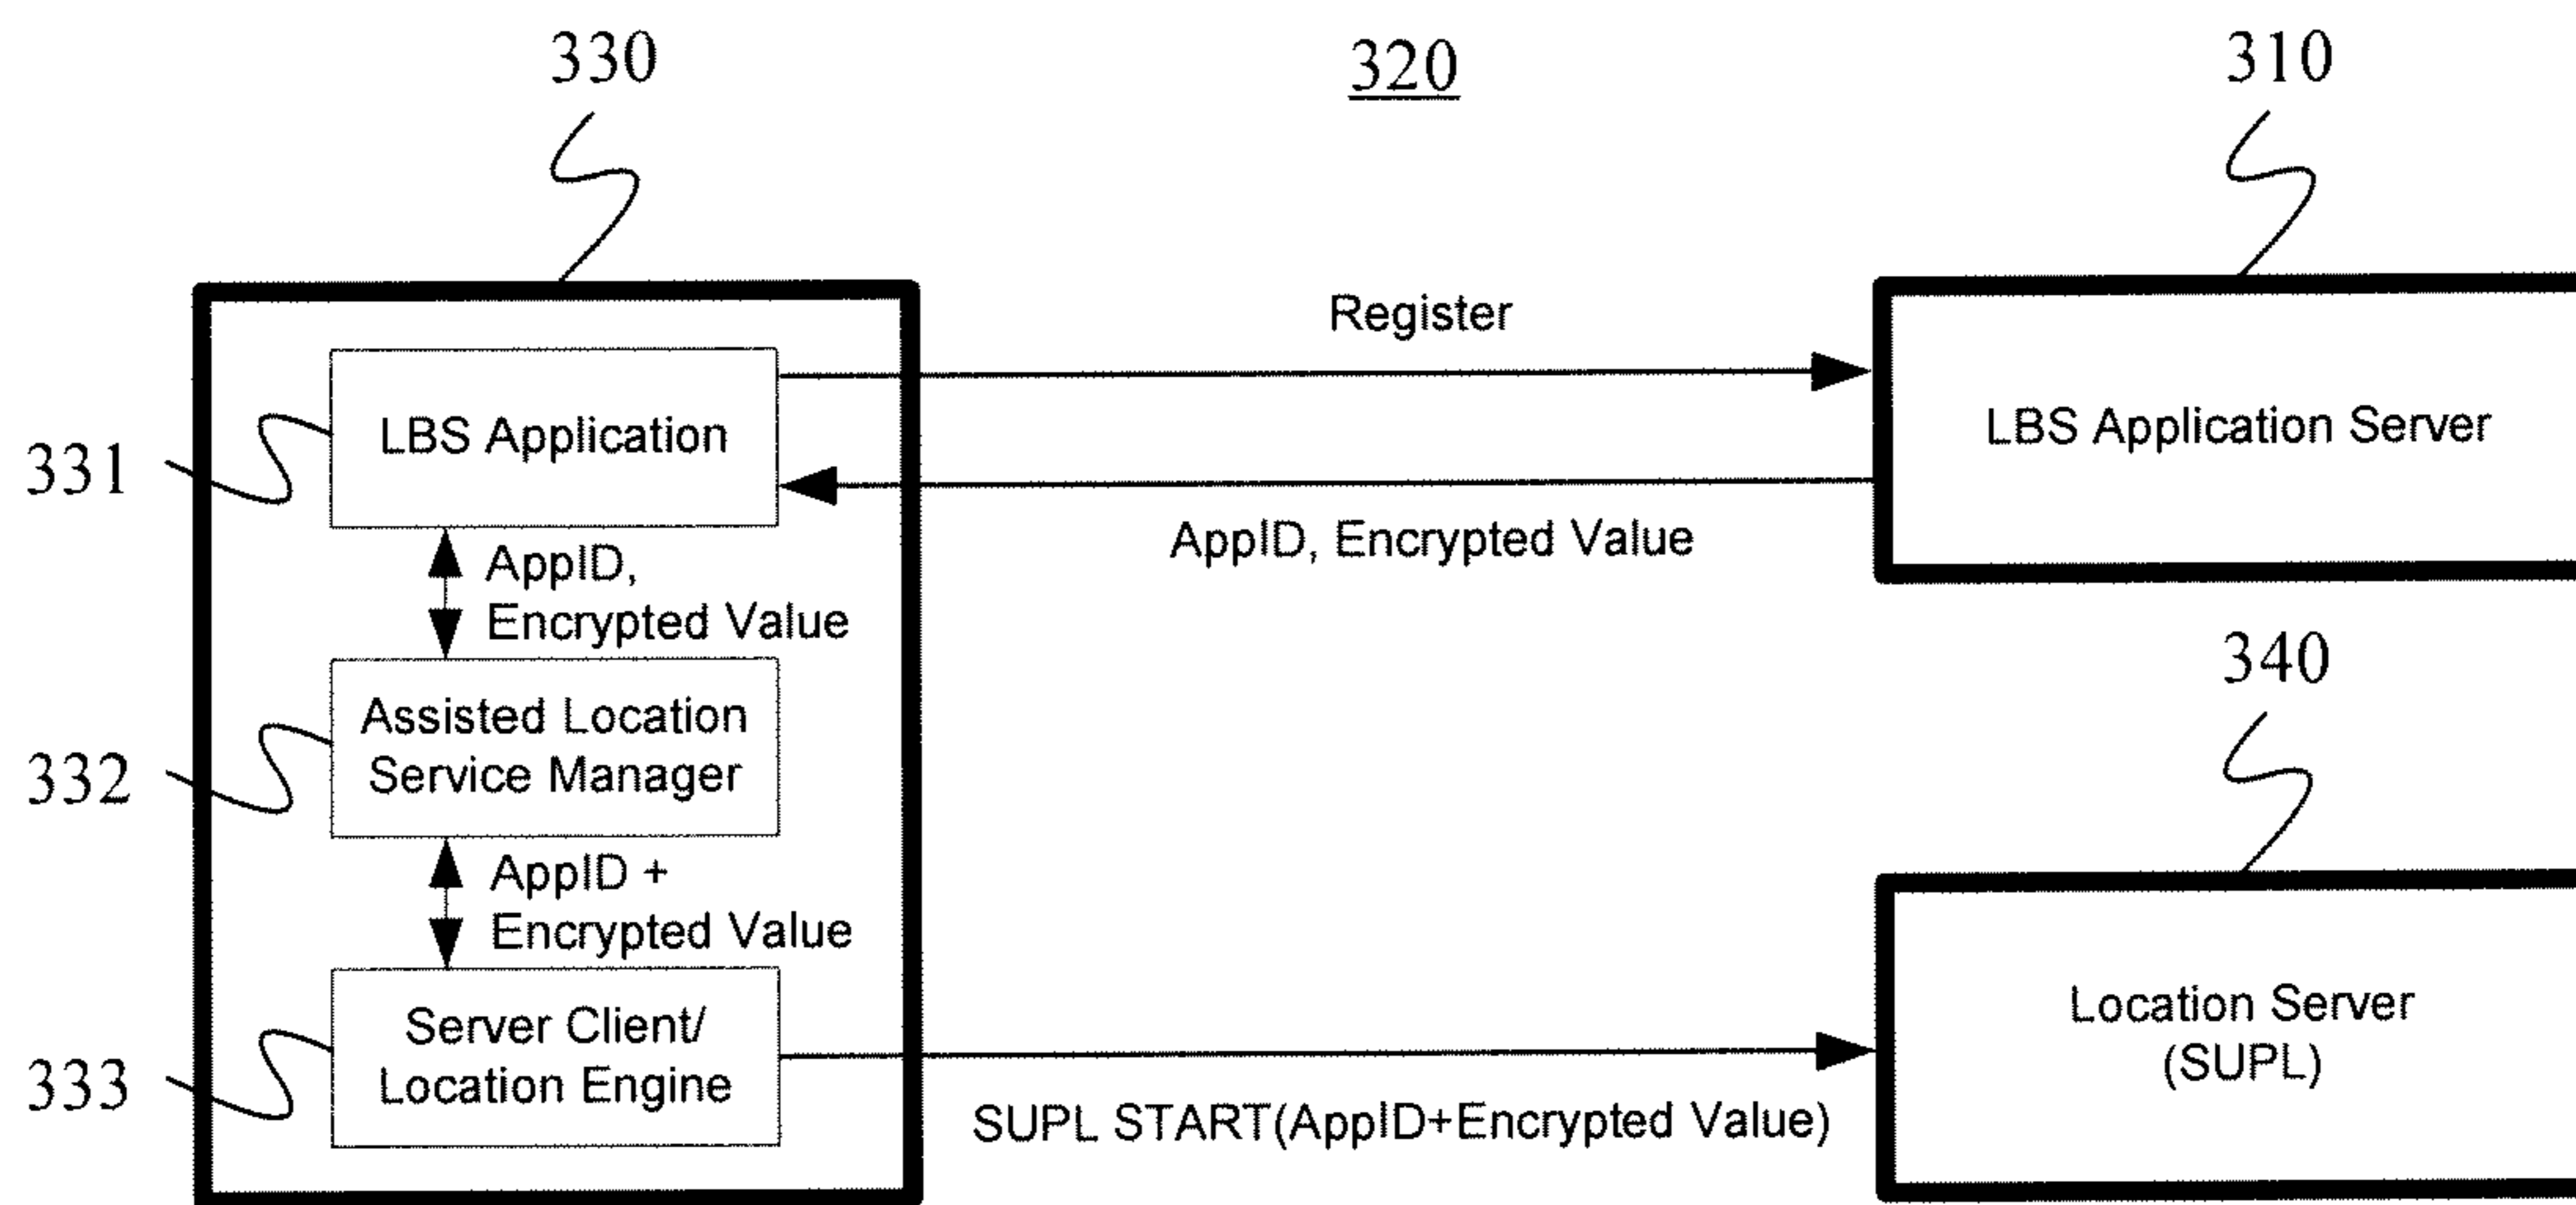 330
320
310
Register
LBS Application
LBS Application Server
331
AppID, Encrypted Value
AppID,
Encrypted Value
340
Assisted Location
Service Manager
332
AppID +
Encrypted Value
Server Client/
Location Engine
Location Server
(SUPL)
333
SUPL START(AppID+Encrypted Value)